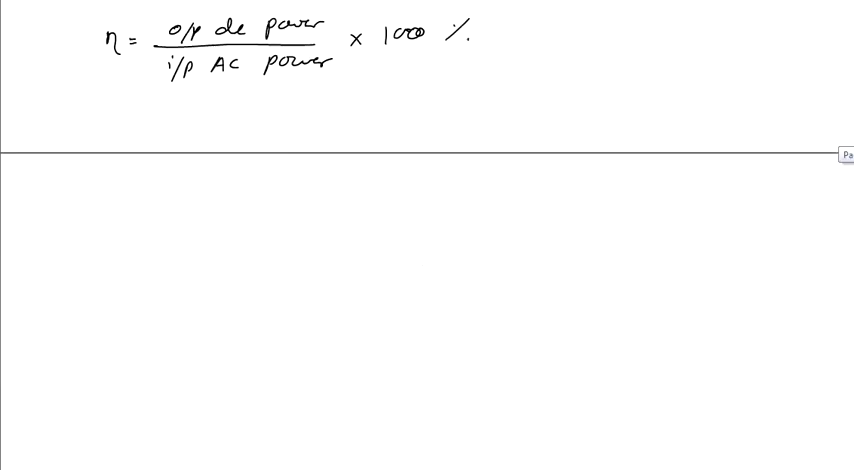 η = o/p dc power / i/p AC power × 100 %.
Pa